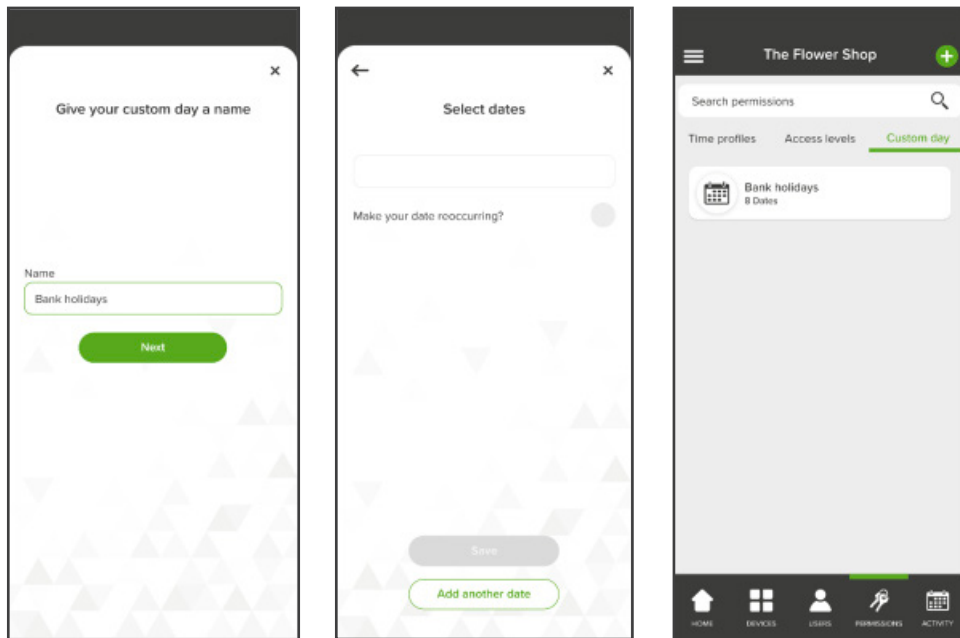 Give your custom day a name
Name
Bank holidays
Next
Select dates
Make your date reoccurring?
Save
Add another date
The Flower Shop
Search permissions
Time profiles Access levels Custom day
Bank holidays
8 Dates
HOME DEVICES USERS PERMISSIONS ACTIVITY